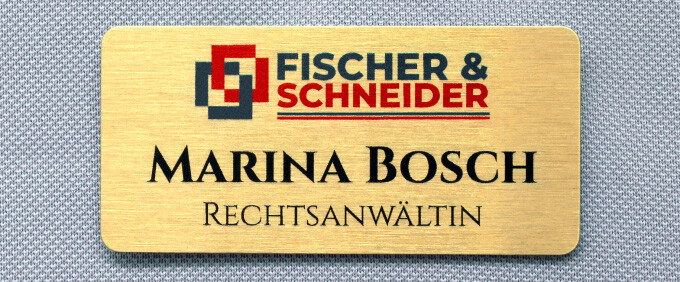 FISCHER &
SCHNEIDER
MARINA BOSCH
RECHTSANWÄLTIN